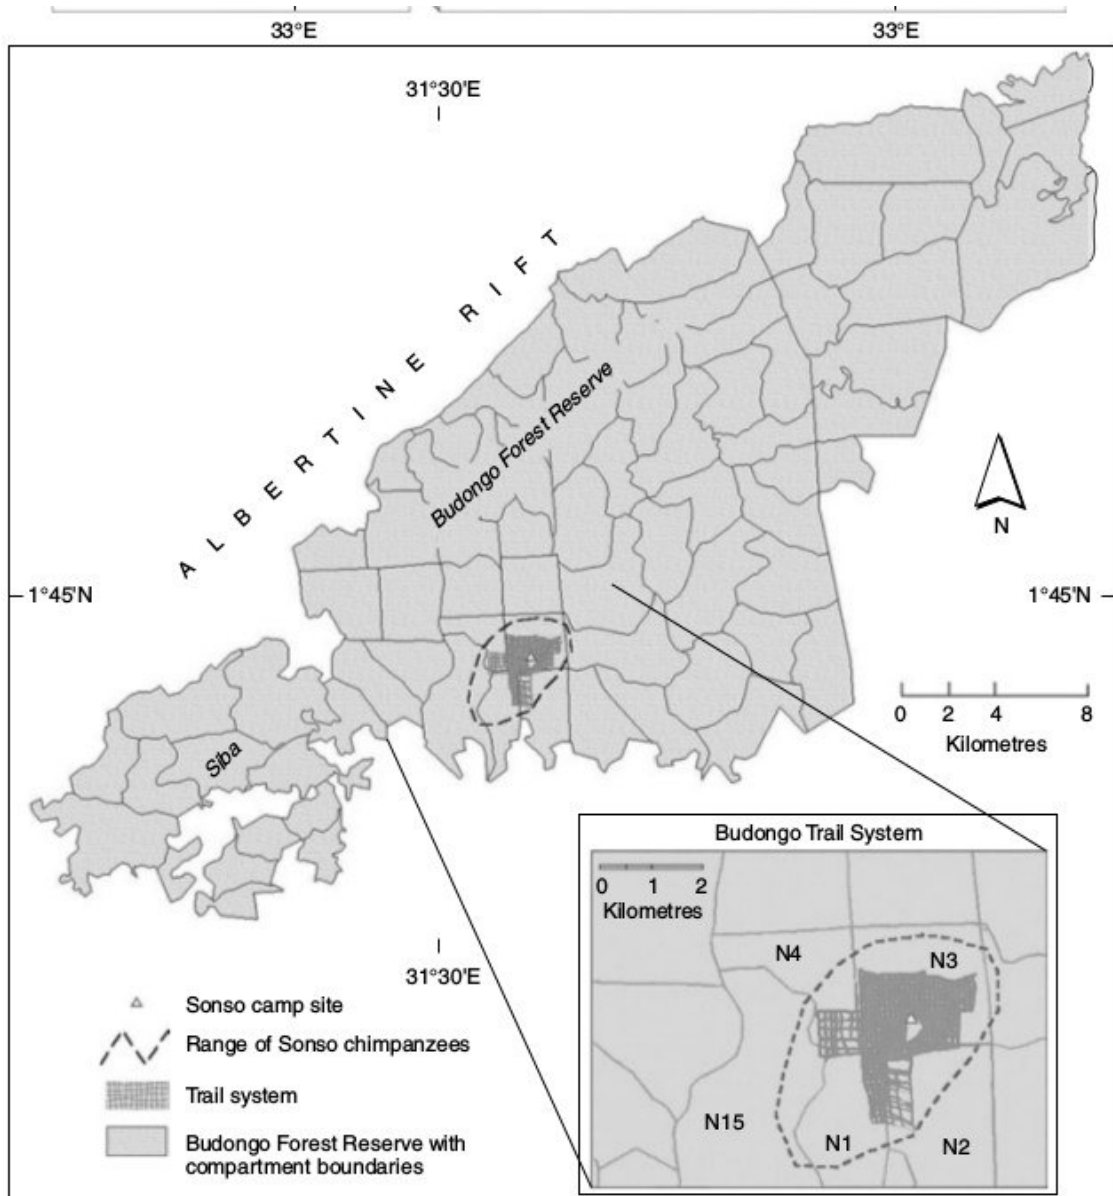 33°E
33°E
31°30'E
ALBERTINE RIFT
Budongo Forest Reserve
N
1°45'N
1°45'N
0 2 4 8
Kilometres
Siba
Budongo Trail System
0 1 2
Kilometres
N4
N3
N15
N1
N2
31°30'E
Sonso camp site
Range of Sonso chimpanzees
Trail system
Budongo Forest Reserve with
compartment boundaries